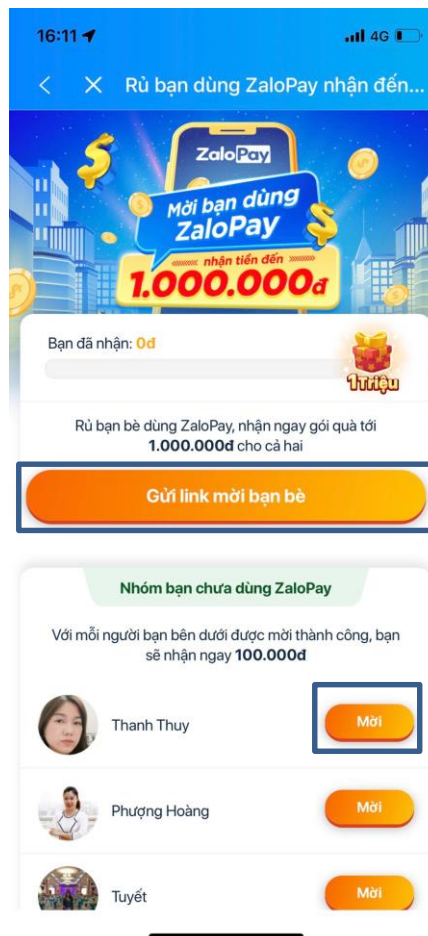 16:11
4G
Rủ bạn dùng ZaloPay nhận đến...
ZaloPay
Mời bạn dùng
ZaloPay
nhận tiền đến
1.000.000đ
Bạn đã nhận: 0đ
1Triệu
Rủ bạn bè dùng ZaloPay, nhận ngay gói quà tới
1.000.000đ cho cả hai
Gửi link mời bạn bè
Nhóm bạn chưa dùng ZaloPay
Với mỗi người bạn bên dưới được mời thành công, bạn
sẽ nhận ngay 100.000đ
Thanh Thuy
Mời
Phượng Hoàng
Mời
Tuyết
Mời